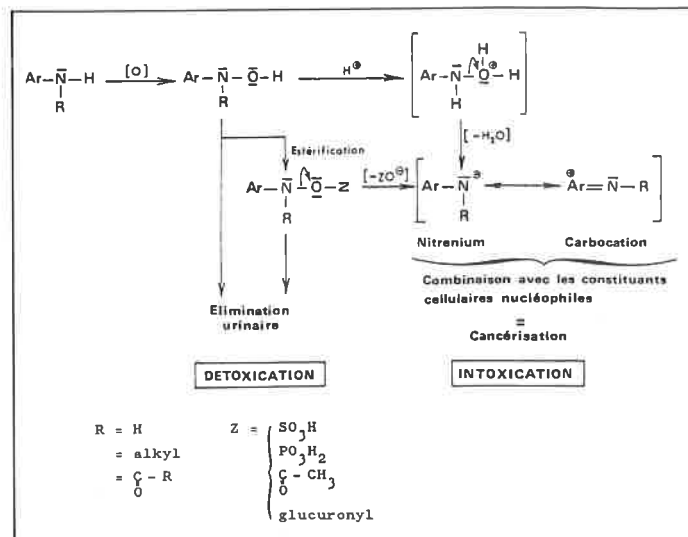 Ar-N̄-H
R
[O]
Ar-N̄-Ō-H
R
H⊕
H
Ar-N̄-O⊕-H
H
[-H₂O]
Estérification
Ar-N̄-Ō-Z
R
[-ZO⊖]
Ar-N̄⊕
R
⊕Ar=N̄-R
Nitrenium
Carbocation
Combinaison avec les constituants
cellulaires nucléophiles
=
Cancérisation
Elimination
urinaire
DETOXICATION
INTOXICATION
R = H
= alkyl
= C - R
O
Z =
SO₃H
PO₃H₂
C - CH₃
O
glucuronyl